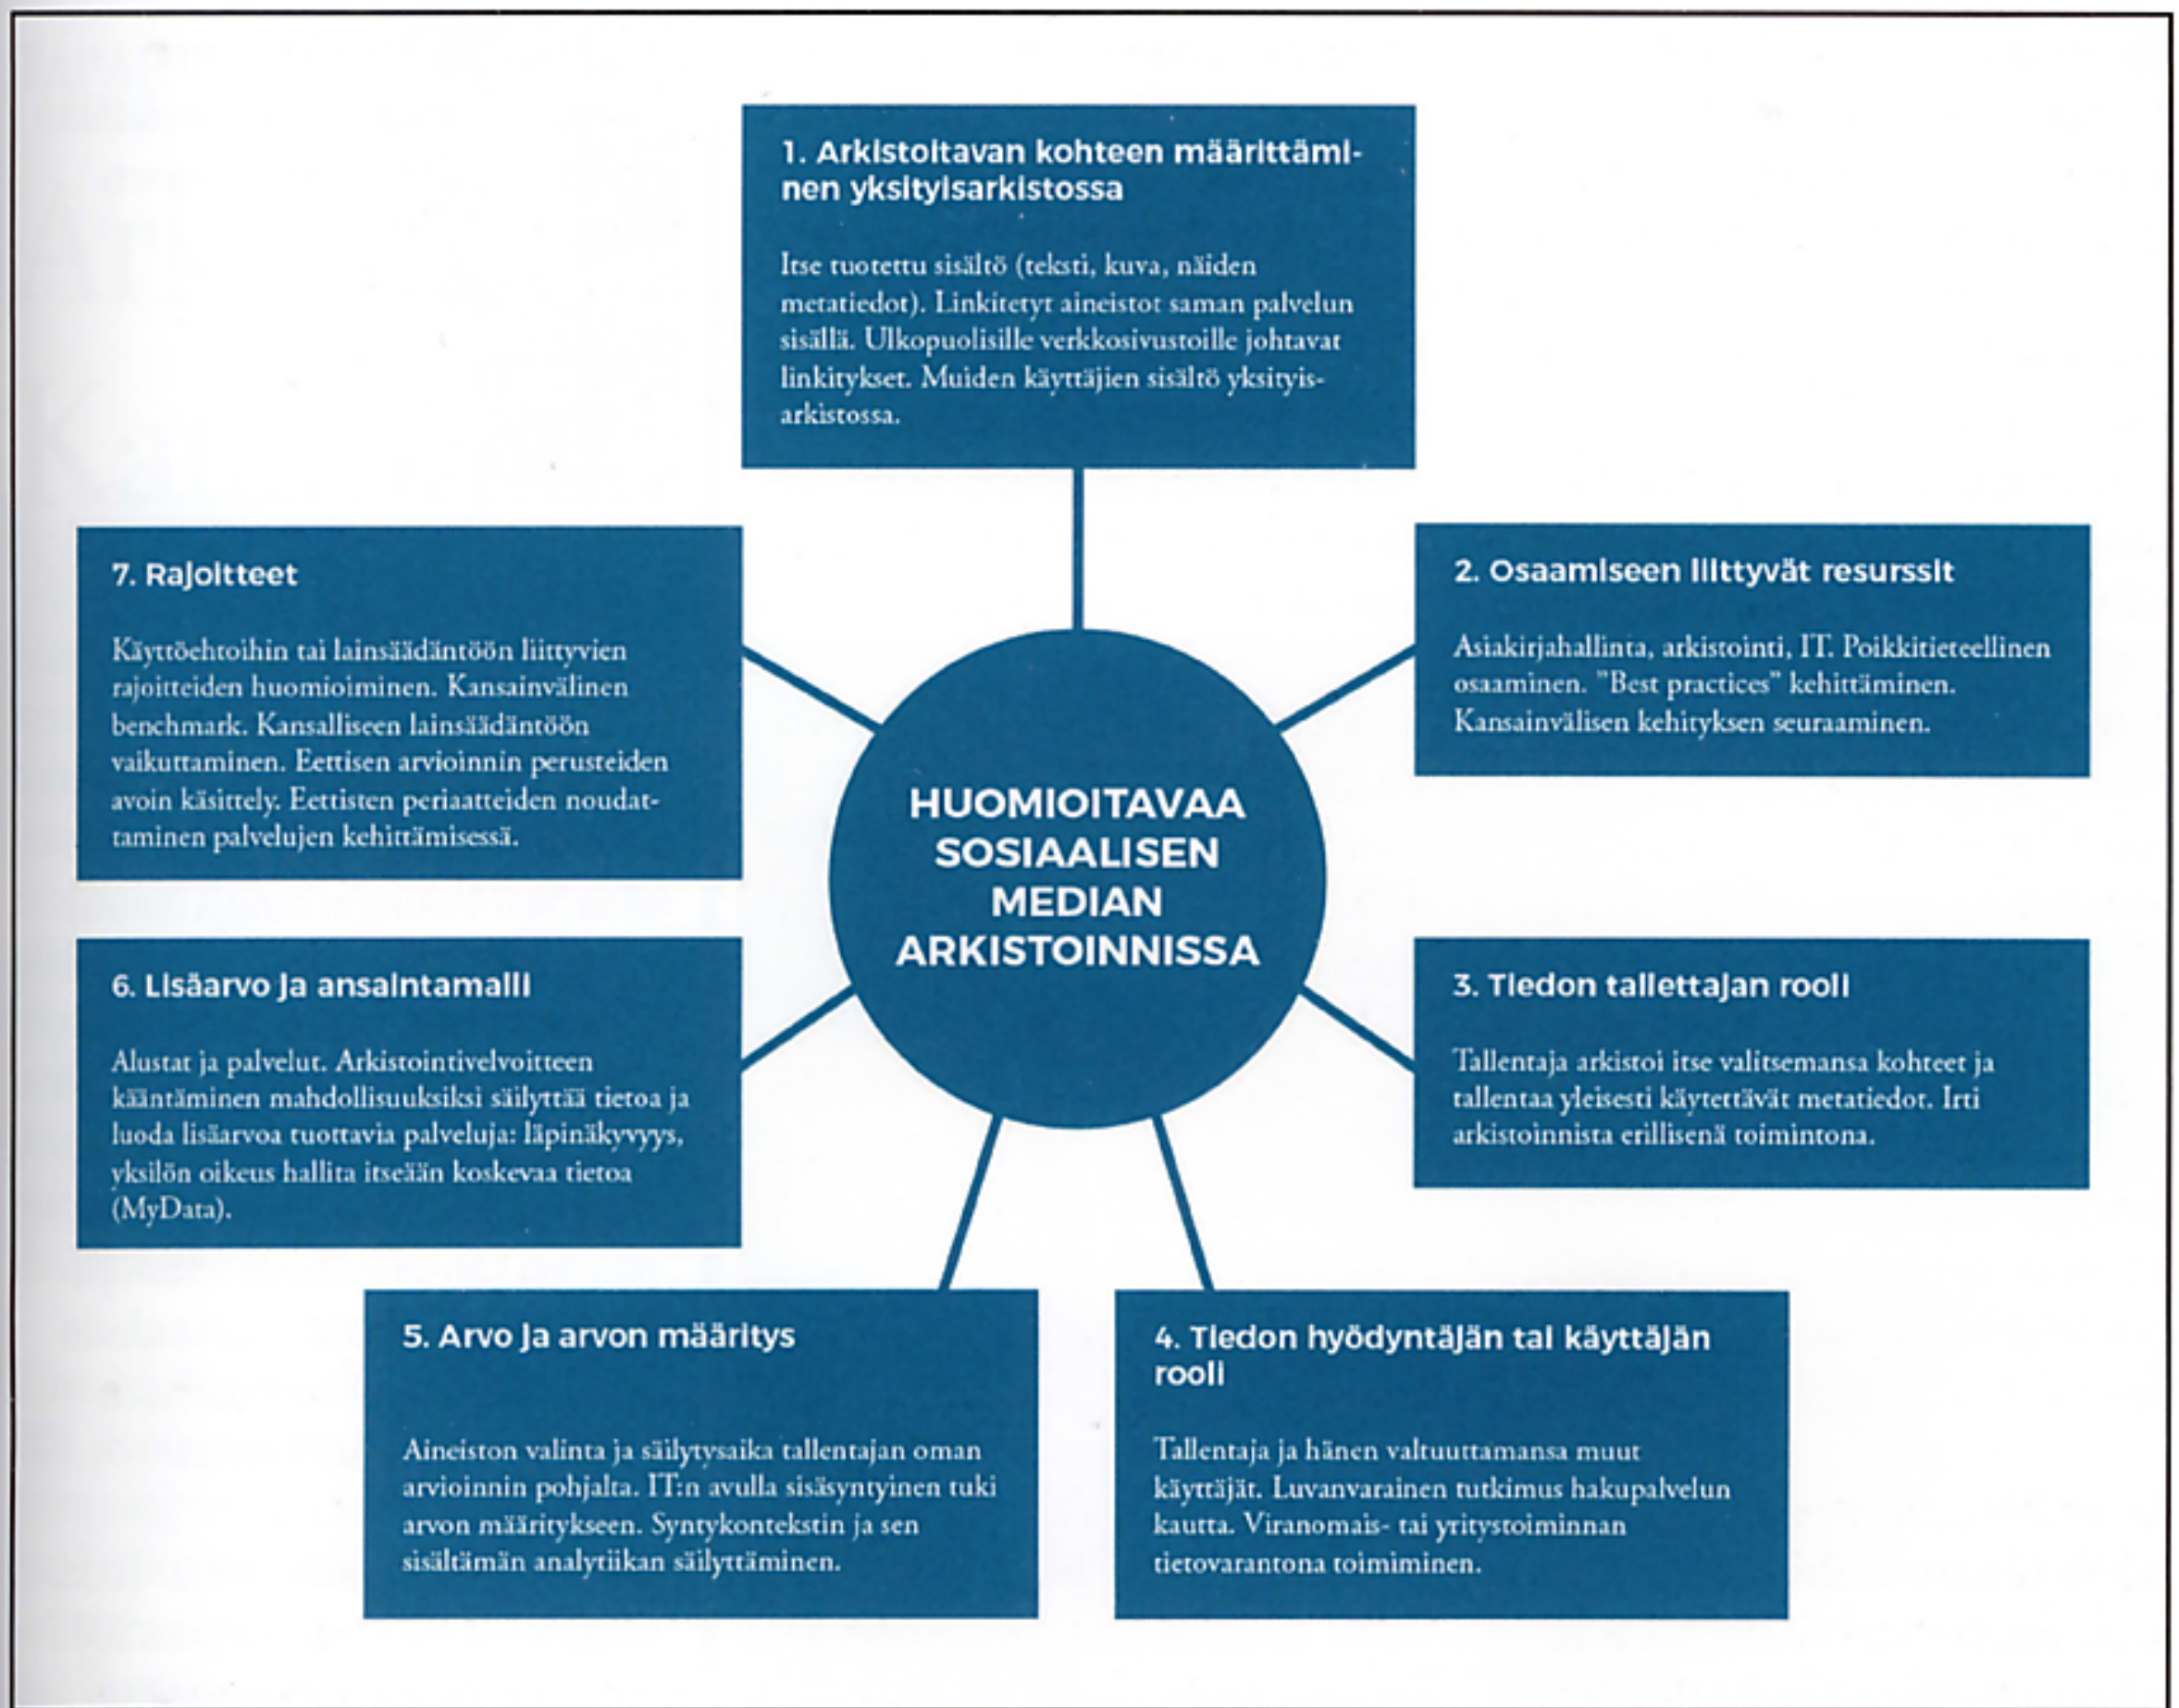 1. Arkistoitavan kohteen määrittämi-
nen yksityisarkistossa
Itse tuotettu sisältö (teksti, kuva, näiden
metatiedot). Linkitetyt aineistot saman palvelun
sisällä. Ulkopuolisille verkkosivustoille johtavat
linkitykset. Muiden käyttäjien sisältö yksityis-
arkistossa.
2. Osaamiseen liittyvät resurssit
Asiakirjahallinta, arkistointi, IT. Poikkitieteellinen
osaaminen. "Best practices" kehittäminen.
Kansainvälisen kehityksen seuraaminen.
3. Tiedon tallettajan rooli
Tallentaja arkistoi itse valitsemansa kohteet ja
tallentaa yleisesti käytettävät metatiedot. Irti
arkistoinnista erillisenä toimintona.
4. Tiedon hyödyntäjän tai käyttäjän
rooli
Tallentaja ja hänen valtuuttamansa muut
käyttäjät. Luvanvarainen tutkimus hakupalvelun
kautta. Viranomais- tai yritystoiminnan
tietovarantona toimiminen.
5. Arvo ja arvon määritys
Aineiston valinta ja säilytysaika tallentajan oman
arvioinnin pohjalta. IT:n avulla sisäsyntyinen tuki
arvon määritykseen. Syntykontekstin ja sen
sisältämän analytiikan säilyttäminen.
6. Lisäarvo ja ansaintamalli
Alustat ja palvelut. Arkistointivelvoitteen
kääntäminen mahdollisuuksiksi säilyttää tietoa ja
luoda lisäarvoa tuottavia palveluja: läpinäkyvyys,
yksilön oikeus hallita itseään koskevaa tietoa
(MyData).
7. Rajoitteet
Käyttöehtoihin tai lainsäädäntöön liittyvien
rajoitteiden huomioiminen. Kansainvälinen
benchmark. Kansalliseen lainsäädäntöön
vaikuttaminen. Eettisen arvioinnin perusteiden
avoin käsittely. Eettisten periaatteiden noudat-
taminen palvelujen kehittämisessä.
HUOMIOITAVAA
SOSIAALISEN
MEDIAN
ARKISTOINNISSA